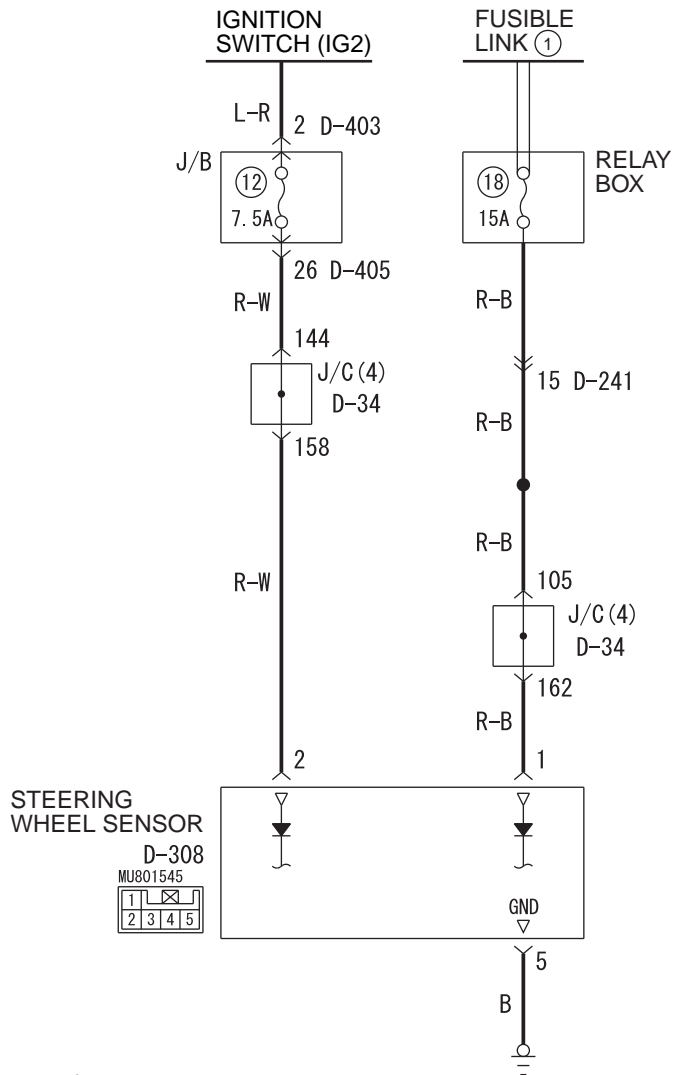 IGNITION
SWITCH (IG2)
FUSIBLE
LINK ①
L-R
2 D-403
J/B
⑫
7.5A
⑱
15A
RELAY
BOX
26 D-405
R-W
R-B
144
J/C(4)
D-34
15 D-241
158
R-B
R-B
R-W
105
J/C(4)
D-34
162
R-B
2
1
STEERING
WHEEL SENSOR
D-308
MU801545
1
2 3 4 5
GND
5
B